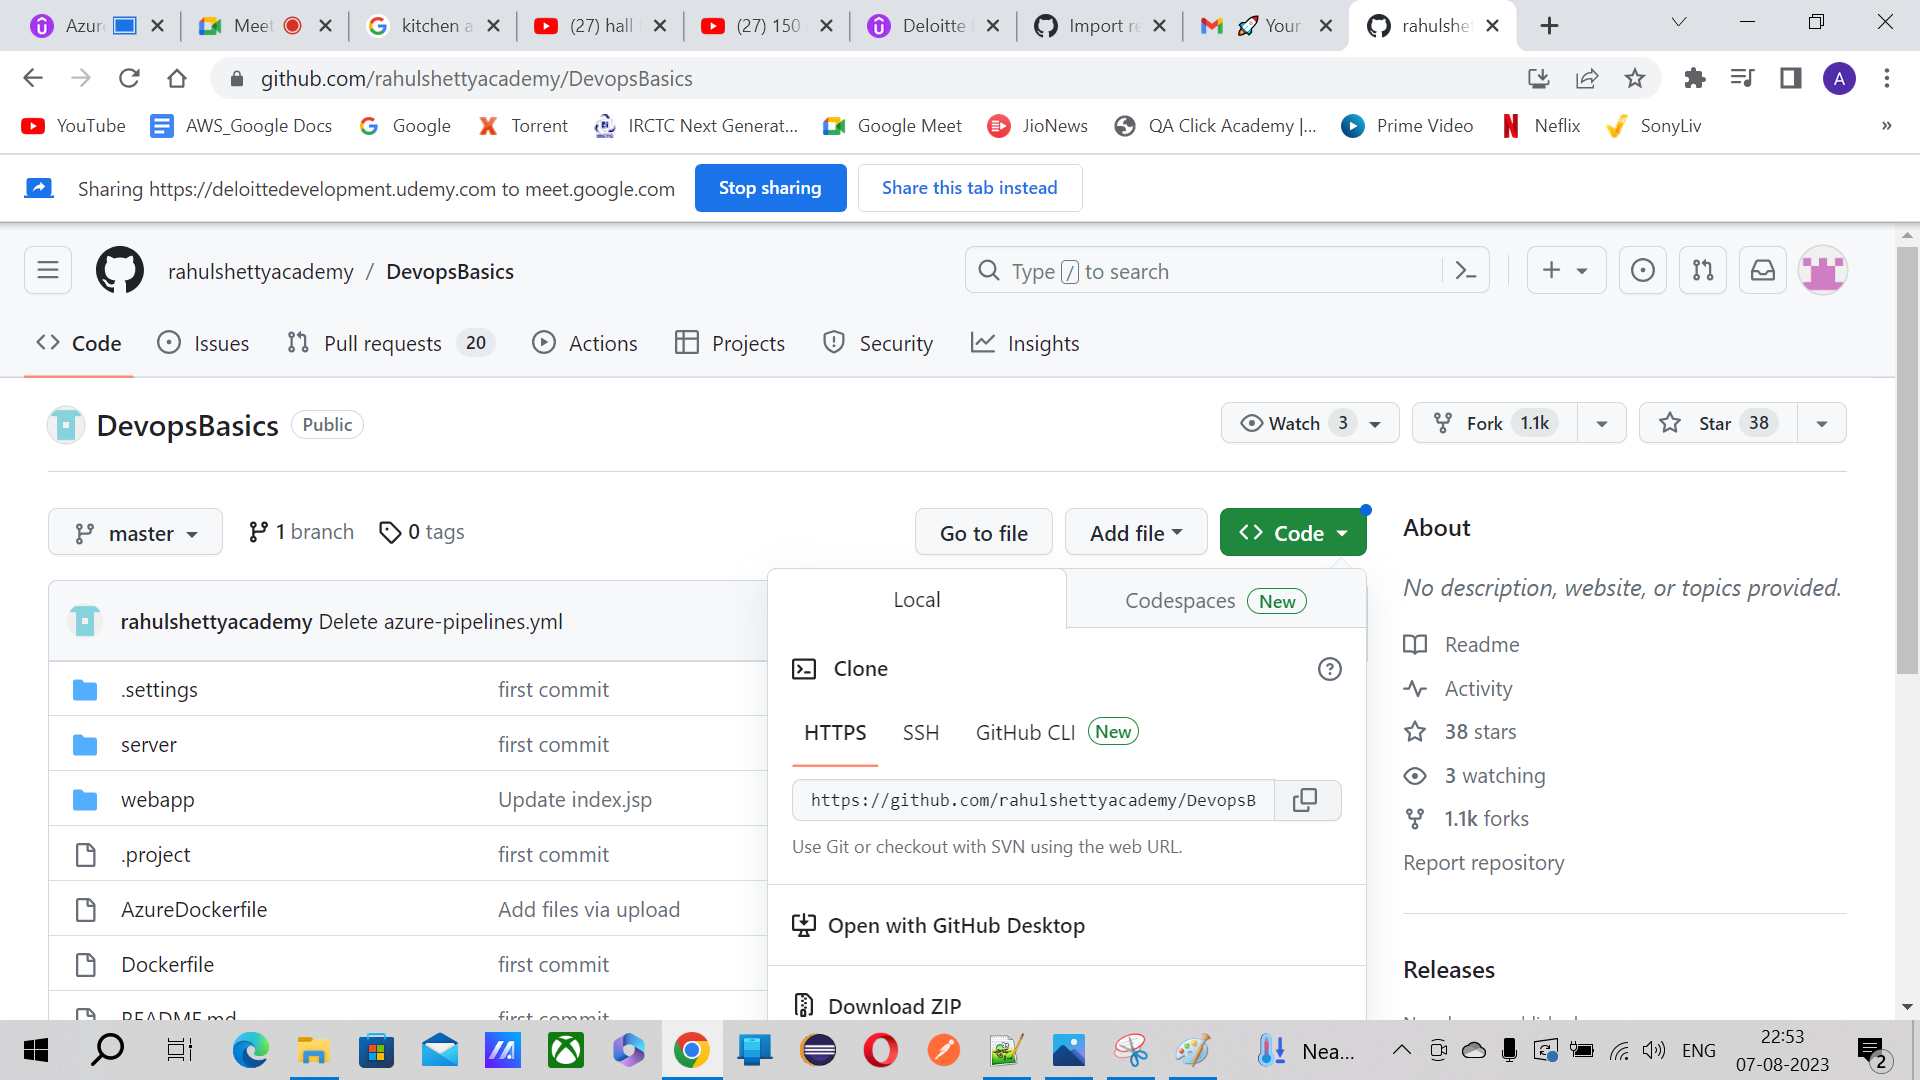 Azur
Meet
kitchen a
(27) hall t
(27) 150
Deloitte
Import re
Your
rahulshet
github.com/rahulshettyacademy/DevopsBasics
A
YouTube
AWS_Google Docs
Google
Torrent
IRCTC Next Generat...
Google Meet
JioNews
QA Click Academy |...
Prime Video
Neflix
SonyLiv
»
Sharing https://deloittedevelopment.udemy.com to meet.google.com
Stop sharing
Share this tab instead
rahulshettyacademy / DevopsBasics
Type / to search
Code
Issues
Pull requests 20
Actions
Projects
Security
Insights
DevopsBasics Public
Watch 3
Fork 1.1k
Star 38
master
1 branch
0 tags
Go to file
Add file
Code
About
No description, website, or topics provided.
rahulshettyacademy Delete azure-pipelines.yml
Local
Codespaces New
Clone
HTTPS
SSH
GitHub CLI New
https://github.com/rahulshettyacademy/DevopsB
Use Git or checkout with SVN using the web URL.
Open with GitHub Desktop
Download ZIP
.settings first commit
server first commit
webapp Update index.jsp
.project first commit
AzureDockerfile Add files via upload
Dockerfile first commit
README.md first commit
Readme
Activity
38 stars
3 watching
1.1k forks
Report repository
Releases
Nea...
ENG
22:53
07-08-2023
2